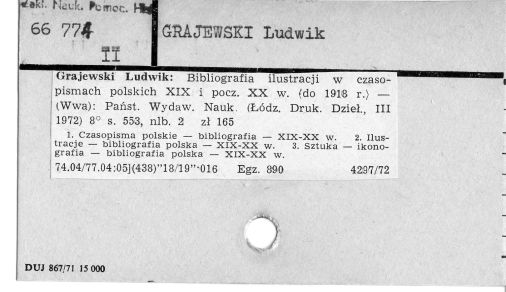 Zakł. Nauk. Pomoc. Hist
66 774
II
GRAJEWSKI Ludwik
Grajewski Ludwik: Bibliografia ilustracji w czaso-
pismach polskich XIX i pocz. XX w. (do 1918 r.) —
(Wwa): Państ. Wydaw. Nauk. (Łódz, Druk. Dzieł., III
1972) 8° s. 553, nlb. 2 zł 165
1. Czasopisma polskie — bibliografia — XIX-XX w. 2. Ilus-
tracje — bibliografia polska — XIX-XX w. 3. Sztuka — ikono-
grafia — bibliografia polska — XIX-XX w.
74.04/77.04:05](438)"18/19"·016 Egz. 890 4297/72
DUJ 867/71 15 000